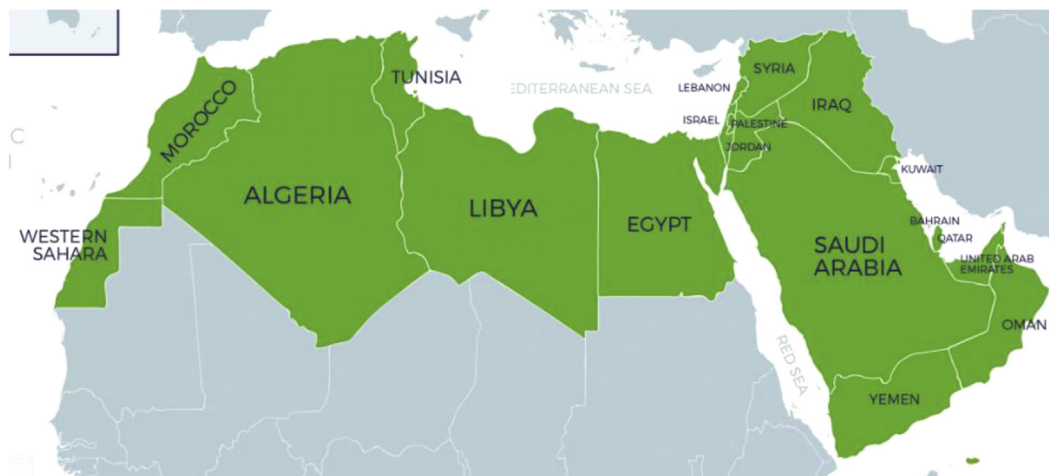 TUNISIA
MOROCCO
EDITERRANEAN SEA
LEBANON
SYRIA
ISRAEL
PALESTINE
IRAQ
JORDAN
KUWAIT
ALGERIA
LIBYA
EGYPT
BAHRAIN
QATAR
SAUDI
ARABIA
UNITED ARAB
EMIRATES
WESTERN
SAHARA
OMAN
RED SEA
YEMEN
C